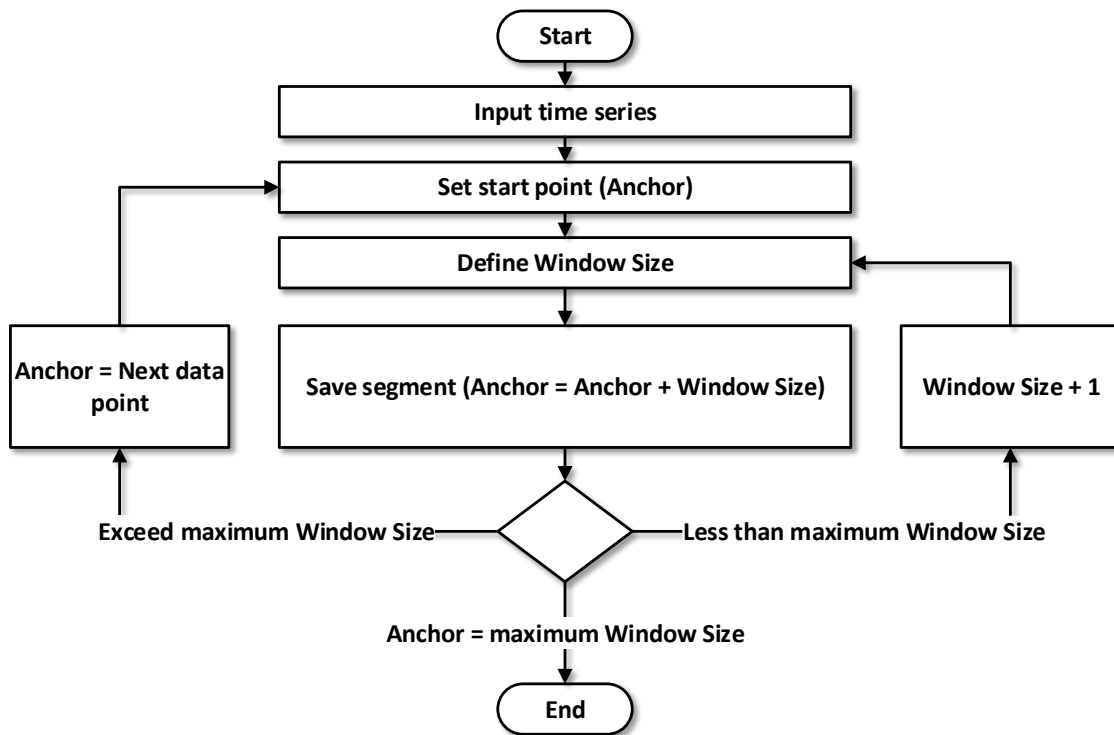 Start
Input time series
Set start point (Anchor)
Define Window Size
Anchor = Next data
point
Save segment (Anchor = Anchor + Window Size)
Window Size + 1
Exceed maximum Window Size
Less than maximum Window Size
Anchor = maximum Window Size
End